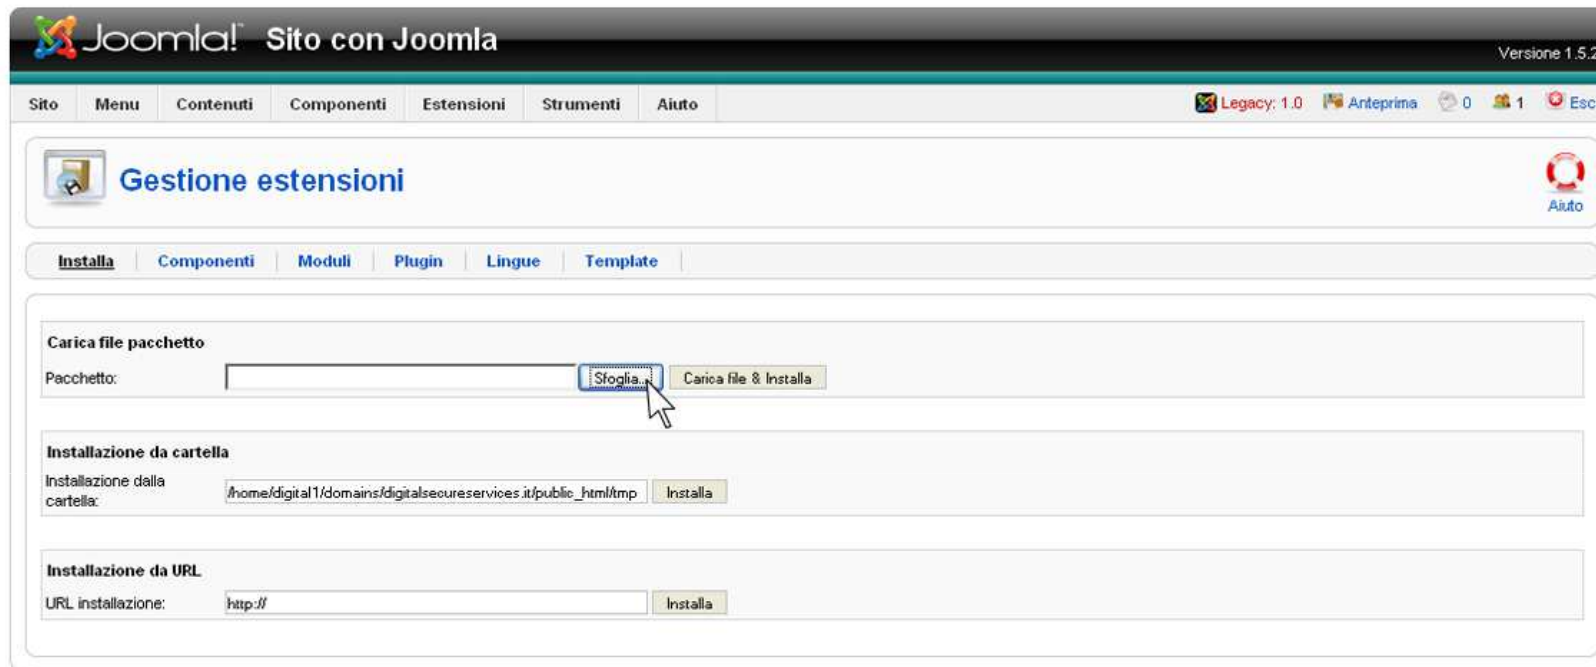 Joomla!™ Sito con Joomla
Versione 1.5.2
Sito Menu Contenuti Componenti Estensioni Strumenti Aiuto Legacy: 1.0 Anteprima 0 1 Esc
Gestione estensioni
Aiuto
Installa Componenti Moduli Plugin Lingue Template
Carica file pacchetto
Pacchetto: Sfoglia... Carica file & Installa
Installazione da cartella
Installazione dalla
cartella: /home/digital1/domains/digitalsecureservices.it/public_html/tmp Installa
Installazione da URL
URL installazione: http:// Installa